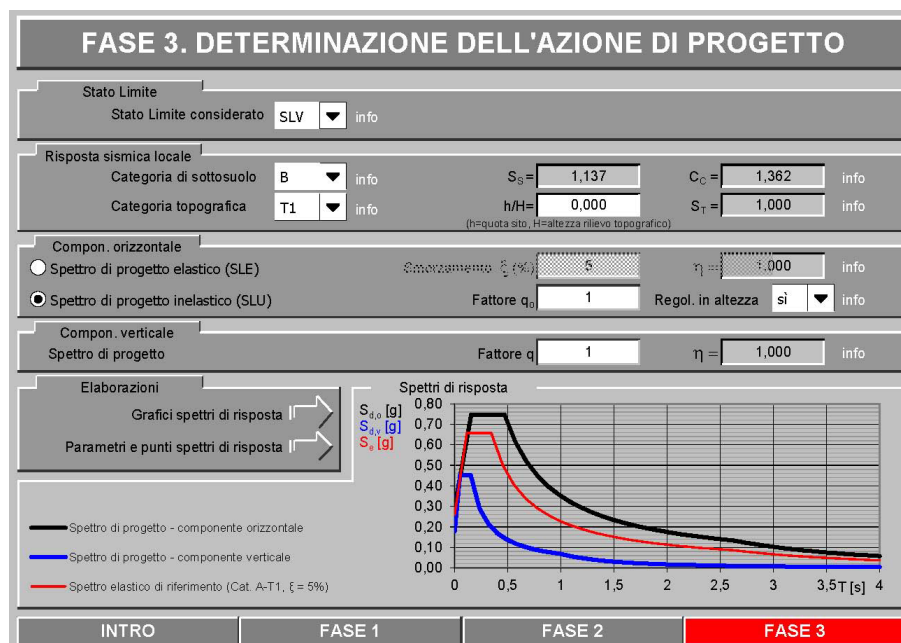 FASE 3. DETERMINAZIONE DELL'AZIONE DI PROGETTO
Stato Limite
Stato Limite considerato SLV info
Risposta sismica locale
Categoria di sottosuolo B info S_S= 1,137 C_C = 1,362 info
Categoria topografica T1 info h/H= 0,000 S_T = 1,000 info
(h=quota sito, H=altezza rilievo topografico)
Compon. orizzontale
Spettro di progetto elastico (SLE) Smorzamento ξ (%) 5 η = 1,000 info
Spettro di progetto inelastico (SLU) Fattore q_o 1 Regol. in altezza sì info
Compon. verticale
Spettro di progetto Fattore q 1 η = 1,000 info
Elaborazioni
Grafici spettri di risposta
Parametri e punti spettri di risposta
Spettri di risposta
S_d,o [g]
S_d,v [g]
S_e [g]
0,80
0,70
0,60
0,50
0,40
0,30
0,20
0,10
0,00
0 0,5 1 1,5 2 2,5 3 3,5 T [s] 4
Spettro di progetto - componente orizzontale
Spettro di progetto - componente verticale
Spettro elastico di riferimento (Cat. A-T1, ξ = 5%)
INTRO FASE 1 FASE 2 FASE 3